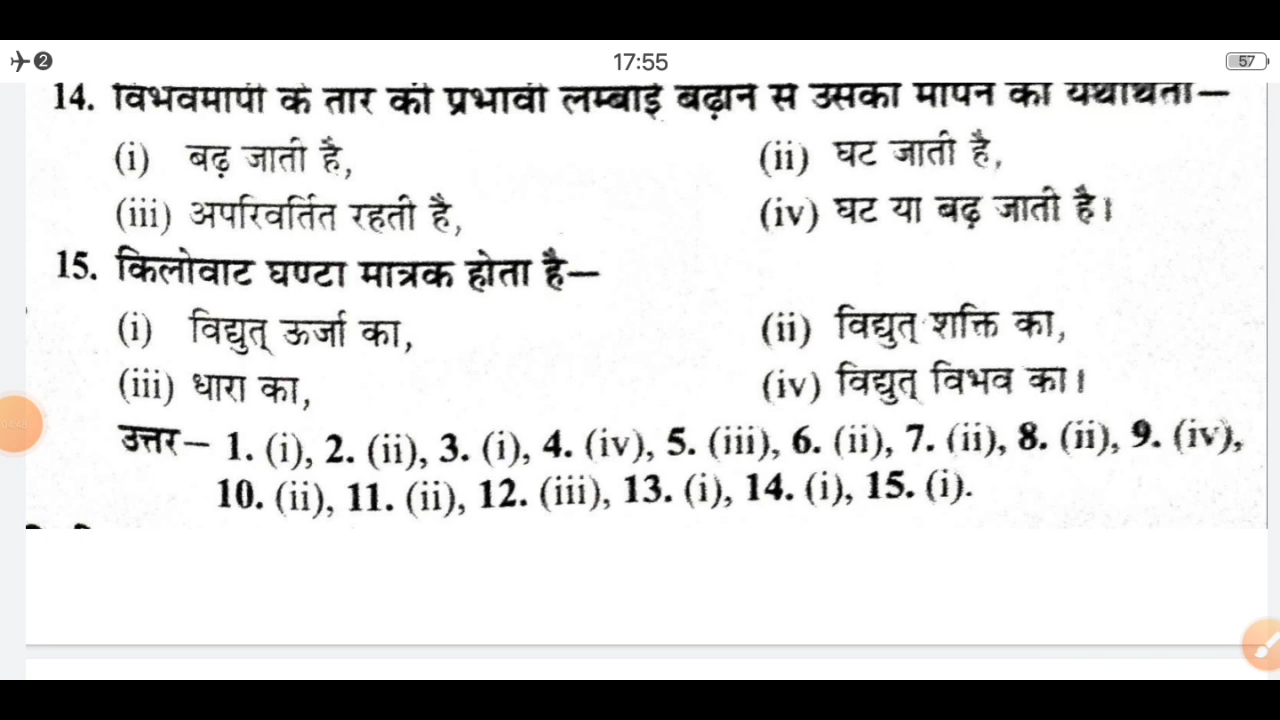 2
17:55
57
14. विभवमापी के तार की प्रभावी लम्बाई बढ़ाने से उसकी मापन की यथार्थता—
(i) बढ़ जाती है,
(ii) घट जाती है,
(iii) अपरिवर्तित रहती है,
(iv) घट या बढ़ जाती है।
15. किलोवाट घण्टा मात्रक होता है—
(i) विद्युत् ऊर्जा का,
(ii) विद्युत् शक्ति का,
(iii) धारा का,
(iv) विद्युत् विभव का।
उत्तर— 1. (i), 2. (ii), 3. (i), 4. (iv), 5. (iii), 6. (ii), 7. (ii), 8. (ii), 9. (iv),
10. (ii), 11. (ii), 12. (iii), 13. (i), 14. (i), 15. (i).